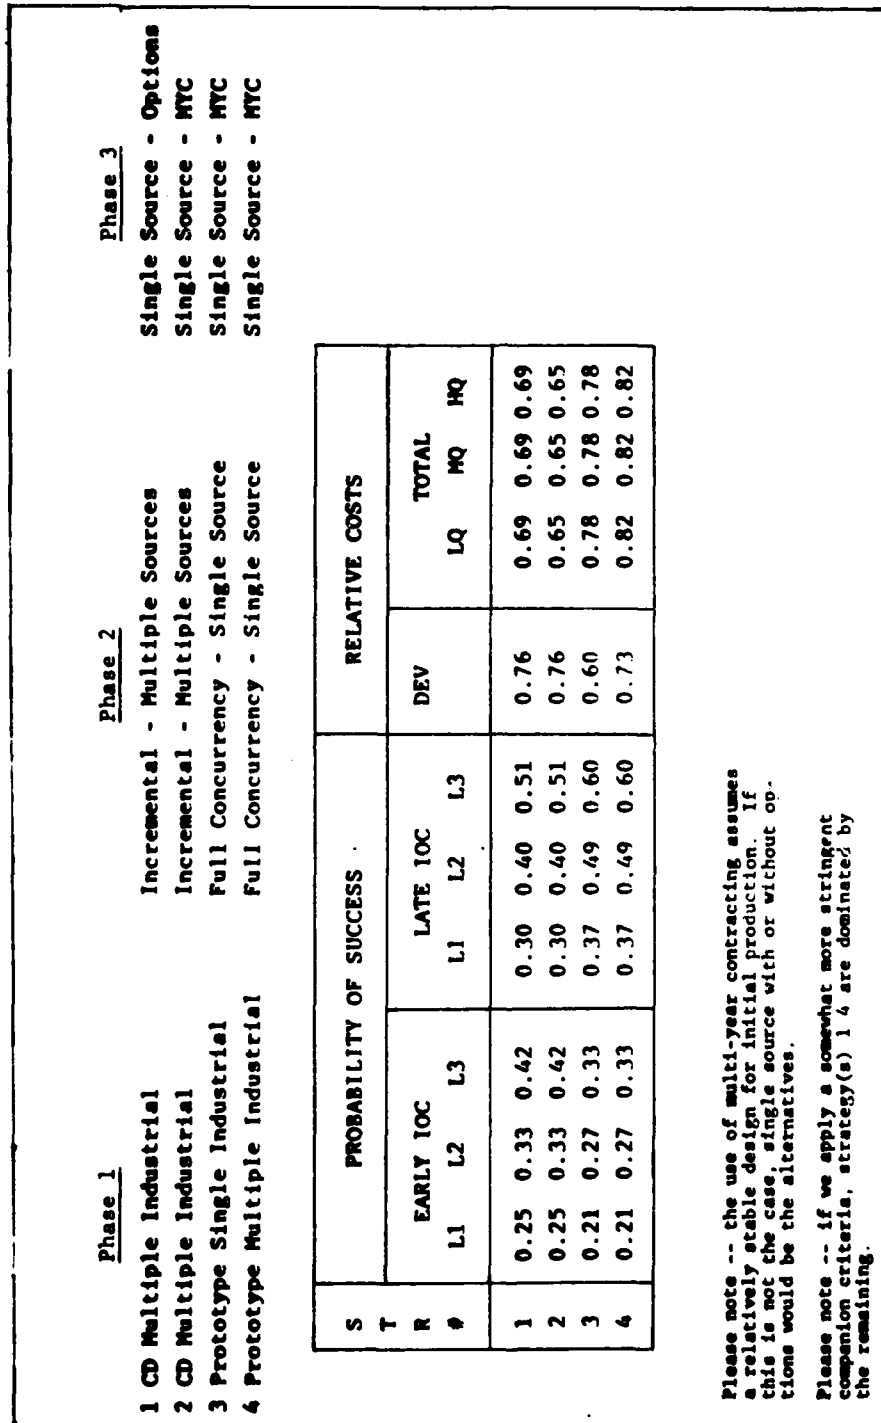 Phase 1 Phase 2 Phase 3
1 CD Multiple Industrial Incremental - Multiple Sources Single Source - Options
2 CD Multiple Industrial Incremental - Multiple Sources Single Source - MYC
3 Prototype Single Industrial Full Concurrency - Single Source Single Source - MYC
4 Prototype Multiple Industrial Full Concurrency - Single Source Single Source - MYC
S PROBABILITY OF SUCCESS RELATIVE COSTS
T
R EARLY IOC LATE IOC DEV TOTAL
# L1 L2 L3 L1 L2 L3 LQ MQ HQ
1 0.25 0.33 0.42 0.30 0.40 0.51 0.76 0.69 0.69 0.69
2 0.25 0.33 0.42 0.30 0.40 0.51 0.76 0.65 0.65 0.65
3 0.21 0.27 0.33 0.37 0.49 0.60 0.60 0.78 0.78 0.78
4 0.21 0.27 0.33 0.37 0.49 0.60 0.73 0.82 0.82 0.82
Please note -- the use of multi-year contracting assumes
a relatively stable design for initial production. If
this is not the case, single source with or without op-
tions would be the alternatives.
Please note -- if we apply a somewhat more stringent
companion criteria, strategy(s) 1 4 are dominated by
the remaining.